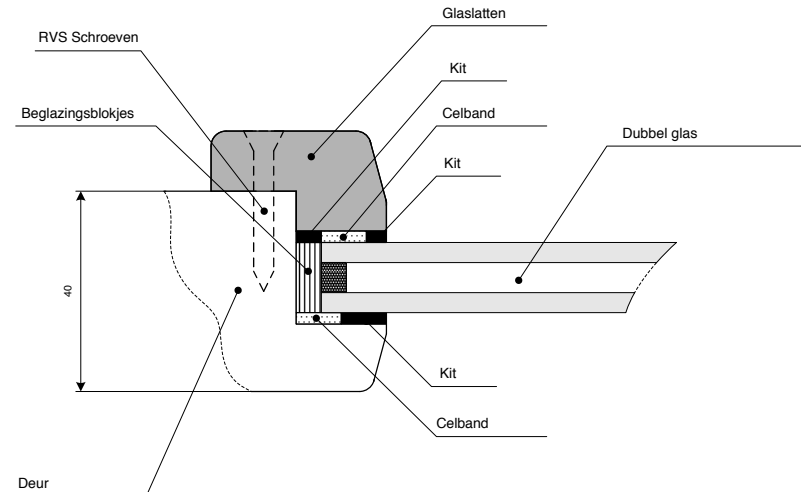 Glaslatten
RVS Schroeven
Kit
Beglazingsblokjes
Celband
Dubbel glas
Kit
40
Kit
Celband
Deur